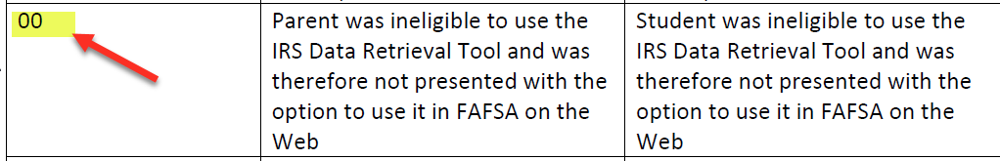 00
Parent was ineligible to use the
IRS Data Retrieval Tool and was
therefore not presented with the
option to use it in FAFSA on the
Web
Student was ineligible to use the
IRS Data Retrieval Tool and was
therefore not presented with the
option to use it in FAFSA on the
Web